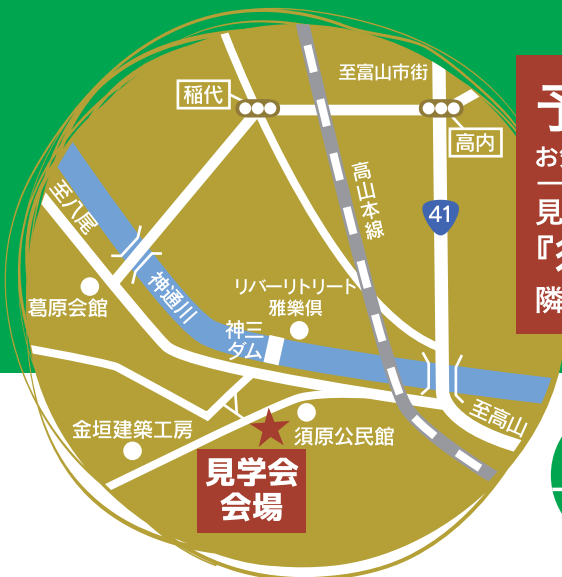 至富山市街
稲代
高内
高山本線
41
至八尾
神通川
リバーリトリート
雅樂倶
葛原会館
神三
ダム
至高山
金垣建築工房
須原公民館
見学会
会場
予
お
一
見
隣